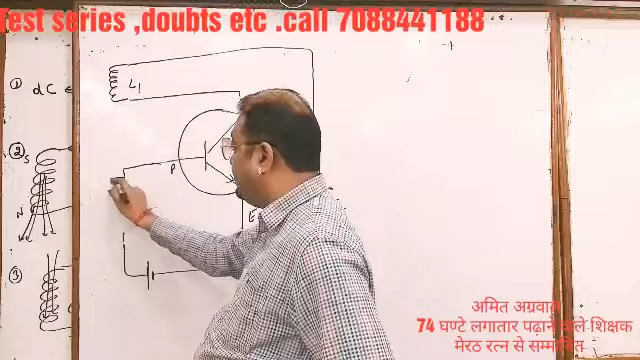 Test series ,doubts etc .call 7088441188
① dC
L1
② S
P
N
E
③
अमित अग्रवाल
74 घण्टे लगातार पढ़ाने वाले शिक्षक
मेरठ रत्न से सम्मानित